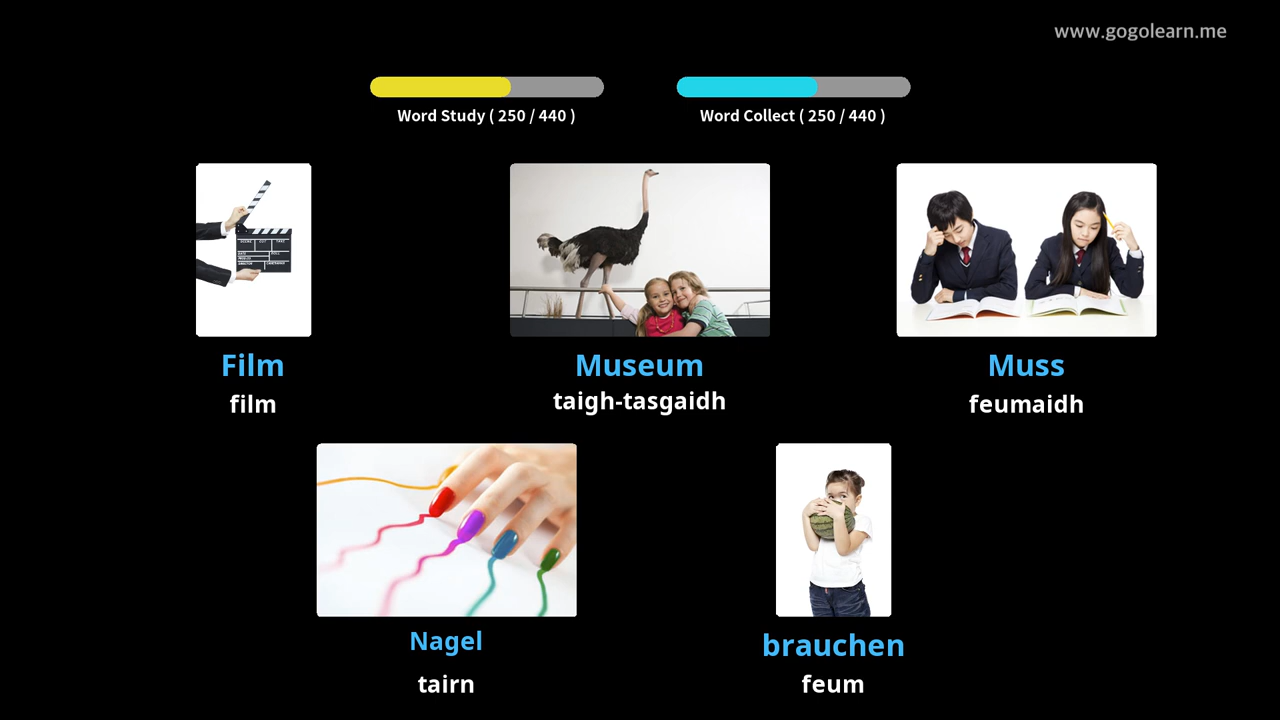 www.gogolearn.me
Word Study ( 250 / 440 )
Word Collect ( 250 / 440 )
Film
film
Museum
taigh-tasgaidh
Muss
feumaidh
Nagel
tairn
brauchen
feum